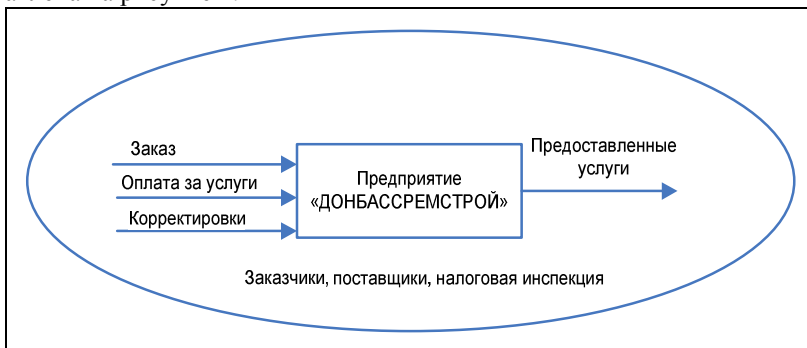 Заказ
Оплата за услуги
Корректировки
Предприятие
«ДОНБАССРЕМСТРОЙ»
Предоставленные
услуги
Заказчики, поставщики, налоговая инспекция